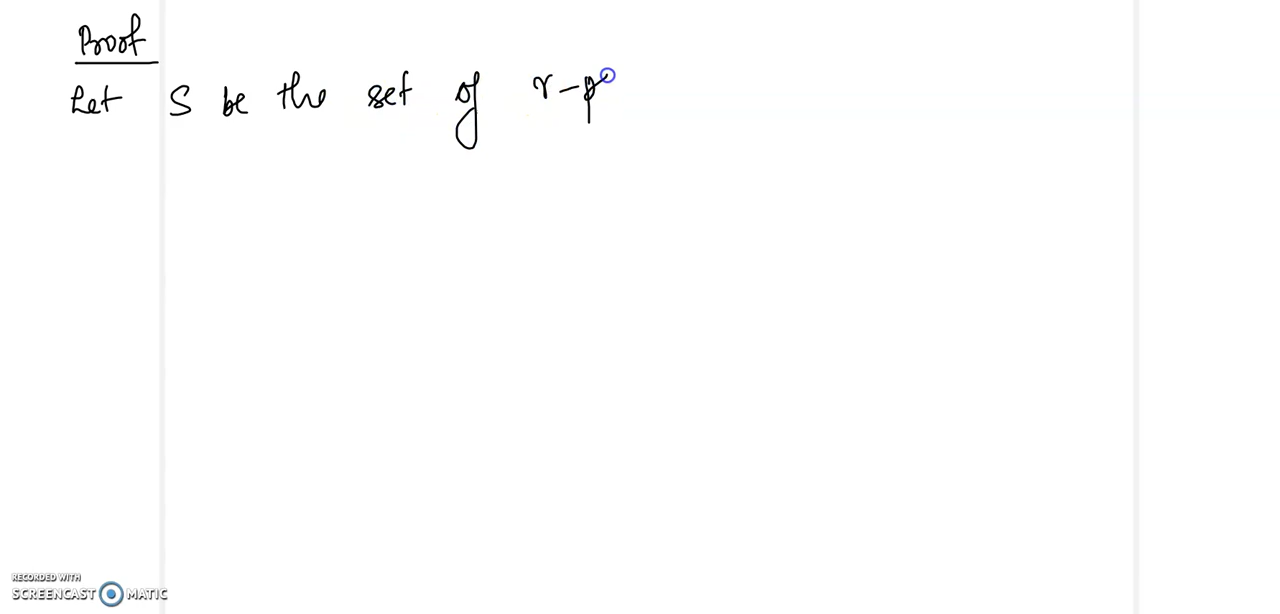 Proof
Let S be the set of r-p
RECORDED WITH
SCREENCAST MATIC